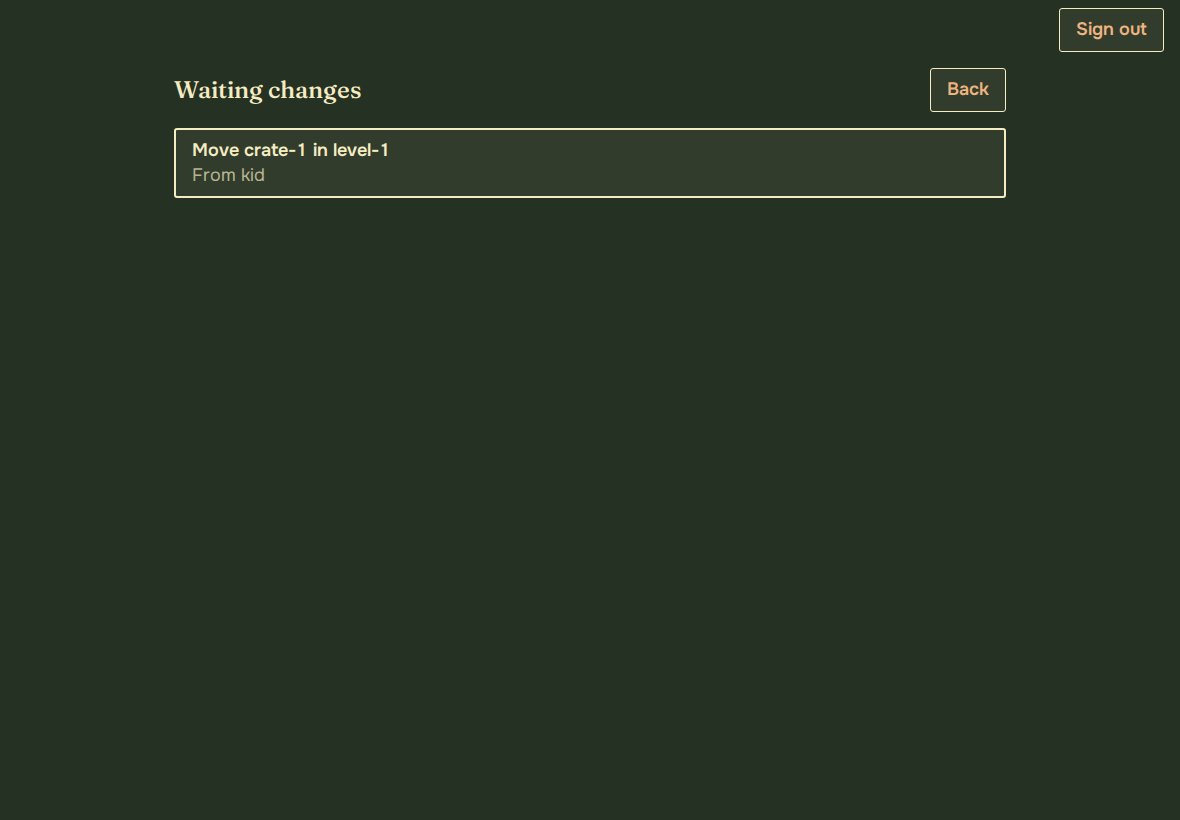 Sign out
Waiting changes
Back
Move crate-1 in level-1
From kid